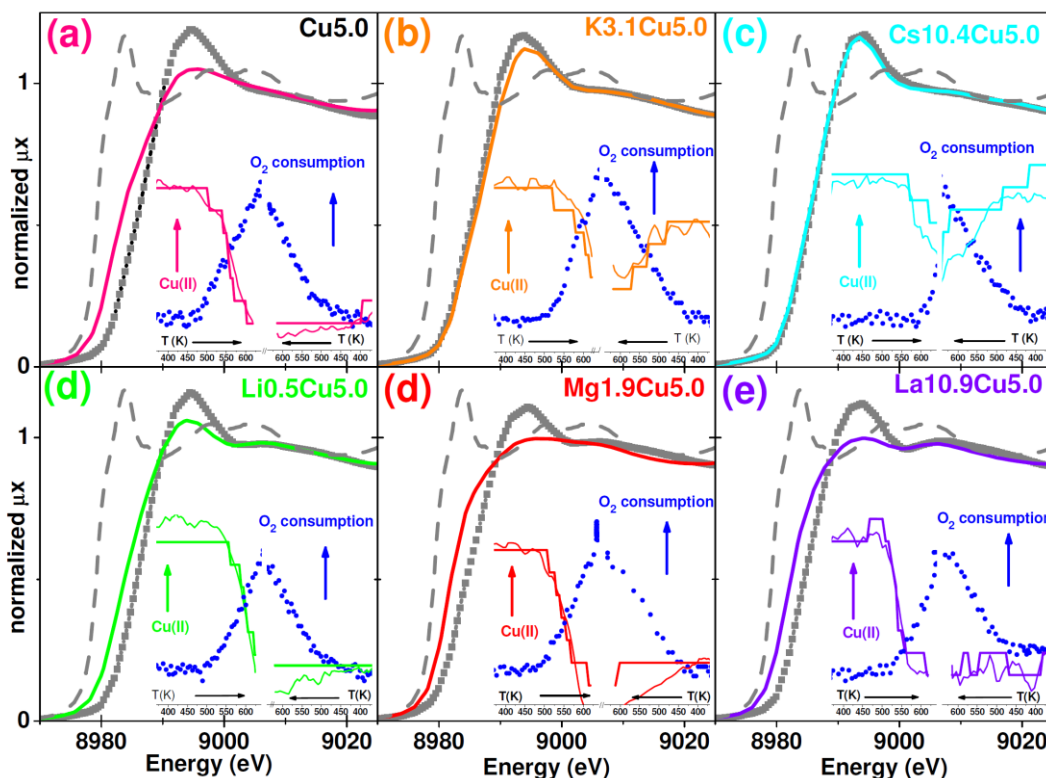 (a) Cu5.0
O2 consumption
Cu(II)
T (K) T (K)
400 450 500 550 600 // 600 500 450 400
(b) K3.1Cu5.0
O2 consumption
Cu(II)
T (K) T (K)
400 450 500 550 600 // 600 550 500 450 400
(c) Cs10.4Cu5.0
O2 consumption
Cu(II)
T (K) T (K)
400 450 500 550 600 600 550 500 450 400
normalized μx
1
0
(d) Li0.5Cu5.0
O2 consumption
Cu(II)
T(K) T(K)
400 450 500 550 600 // 600 550 500 450 400
(d) Mg1.9Cu5.0
O2 consumption
Cu(II)
T(K) T(K)
400 450 500 550 600 // 600 550 500 450 400
(e) La10.9Cu5.0
O2 consumption
Cu(II)
T(K) T(K)
400 450 500 550 600 600 550 500 450 400
normalized μx
1
0
8980 9000 9020 8980 9000 9020 8980 9000 9020
Energy (eV) Energy (eV) Energy (eV)